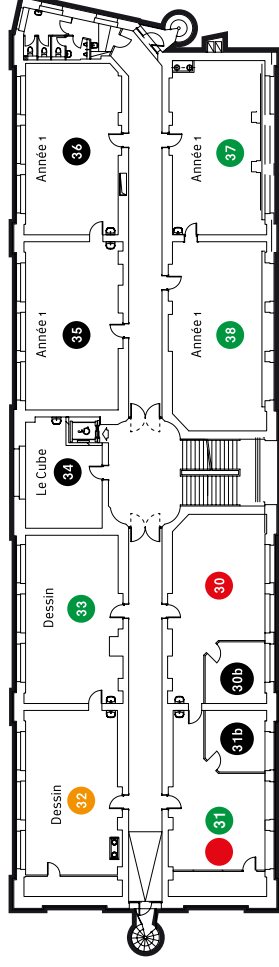 Année 1
36
Année 1
37
Année 1
35
Année 1
38
Le Cube
34
Dessin
33
30
30b
Dessin
32
31b
31